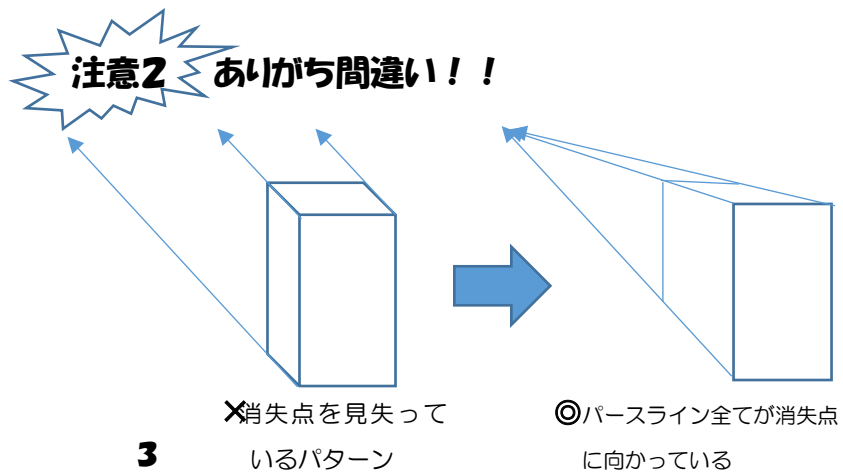 注意2 ありがち間違い！！
×消失点を見失って
いるパターン
◎パースライン全てが消失点
に向かっている
3